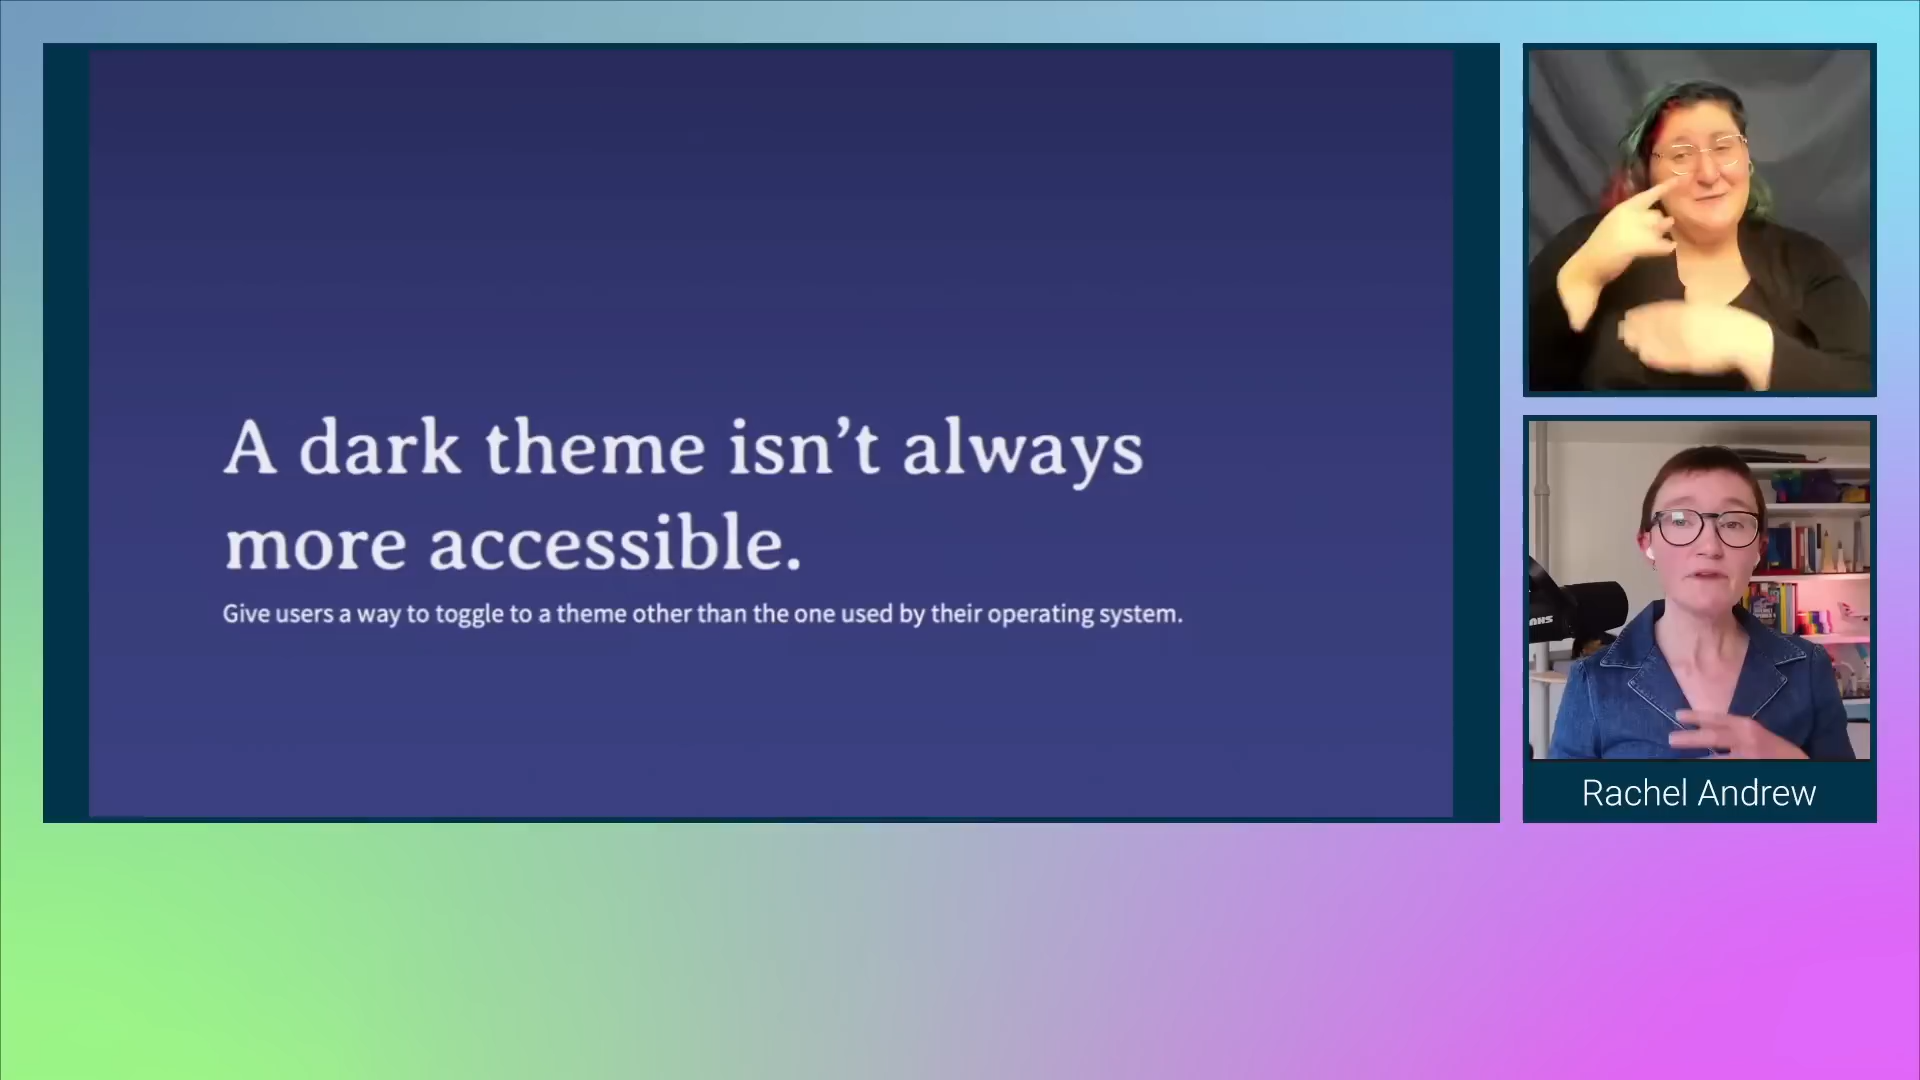 A dark theme isn’t always
more accessible.
Give users a way to toggle to a theme other than the one used by their operating system.
Rachel Andrew